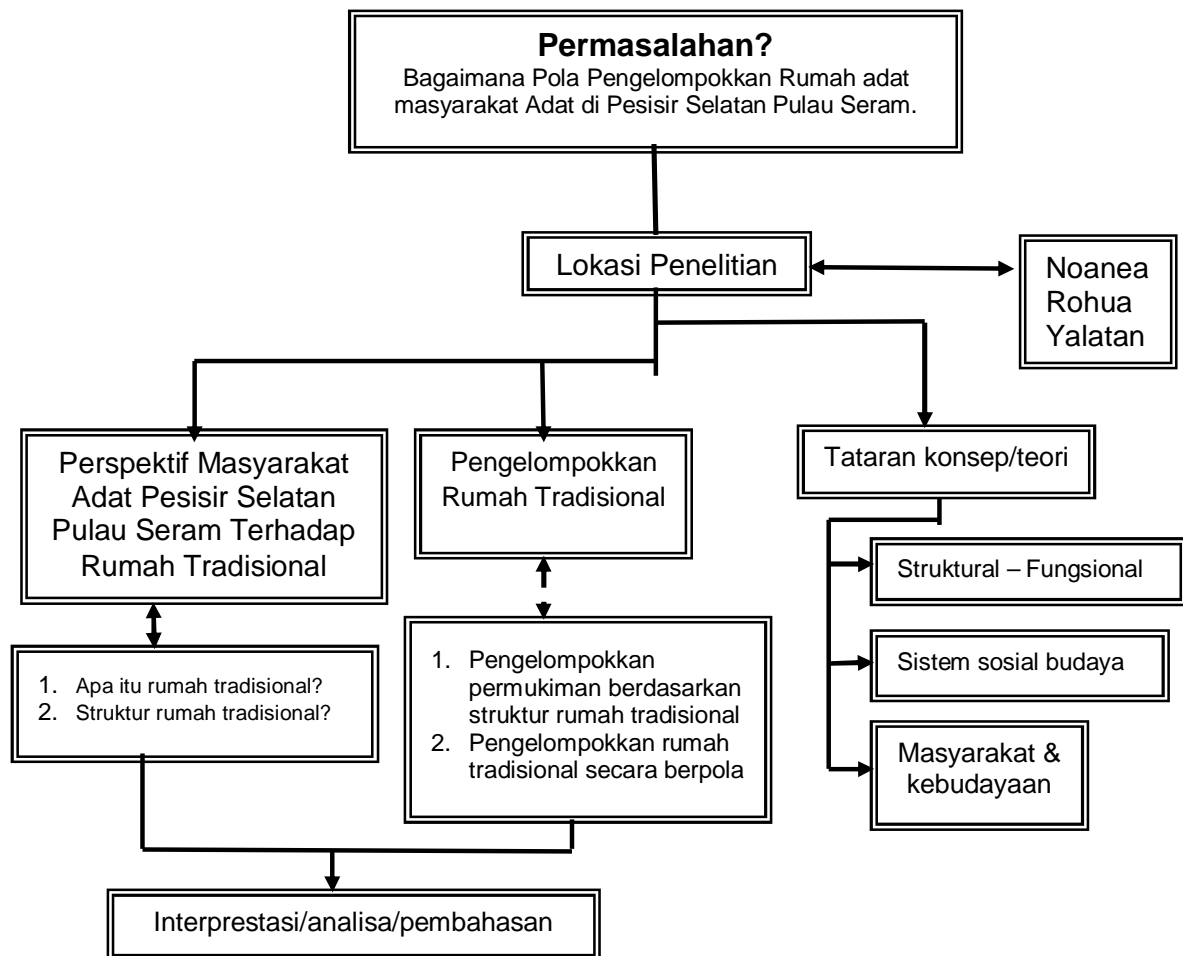 Permasalahan?
Bagaimana Pola Pengelompokkan Rumah adat
masyarakat Adat di Pesisir Selatan Pulau Seram.
Lokasi Penelitian
Noanea
Rohua
Yalatan
Perspektif Masyarakat
Adat Pesisir Selatan
Pulau Seram Terhadap
Rumah Tradisional
Pengelompokkan
Rumah Tradisional
Tataran konsep/teori
Struktural – Fungsional
Sistem sosial budaya
Masyarakat &
kebudayaan
1. Apa itu rumah tradisional?
2. Struktur rumah tradisional?
1. Pengelompokkan
permukiman berdasarkan
struktur rumah tradisional
2. Pengelompokkan rumah
tradisional secara berpola
Interprestasi/analisa/pembahasan